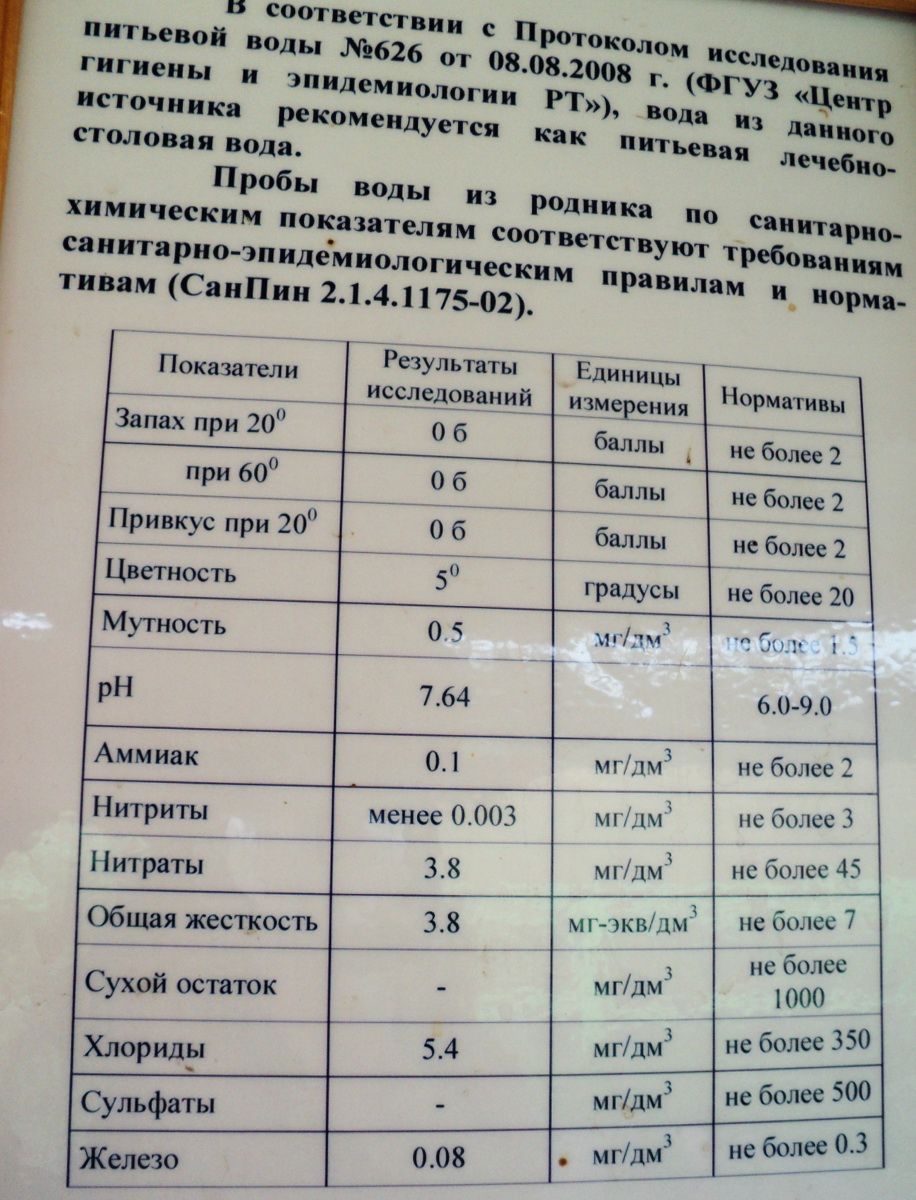 В соответствии с Протоколом исследования
питьевой воды №626 от 08.08.2008 г. (ФГУЗ «Центр
гигиены и эпидемиологии РТ»), вода из данного
источника рекомендуется как питьевая лечебно-
столовая вода.
Пробы воды из родника по санитарно-
химическим показателям соответствуют требованиям
санитарно-эпидемиологическим правилам и норма-
тивам (СанПин 2.1.4.1175-02).
Показатели Результаты исследований Единицы измерения Нормативы
Запах при 20⁰ 0 б баллы не более 2
при 60⁰ 0 б баллы не более 2
Привкус при 20⁰ 0 б баллы не более 2
Цветность 5⁰ градусы не более 20
Мутность 0.5 мг/дм³ не более 1.5
pH 7.64 6.0-9.0
Аммиак 0.1 мг/дм³ не более 2
Нитриты менее 0.003 мг/дм³ не более 3
Нитраты 3.8 мг/дм³ не более 45
Общая жесткость 3.8 мг-экв/дм³ не более 7
Сухой остаток - мг/дм³ не более 1000
Хлориды 5.4 мг/дм³ не более 350
Сульфаты - мг/дм³ не более 500
Железо 0.08 мг/дм³ не более 0.3